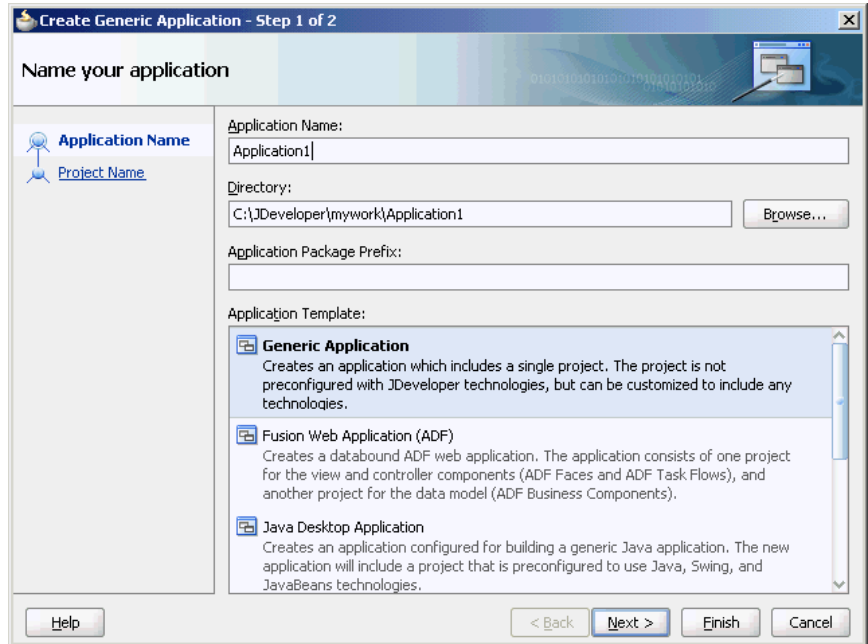 Create Generic Application - Step 1 of 2
Name your application
0101010101010101010101010101
01010101010
Application Name
Project Name
Application Name:
Application1
Directory:
C:\JDeveloper\mywork\Application1
Browse...
Application Package Prefix:
Application Template:
Generic Application
Creates an application which includes a single project. The project is not
preconfigured with JDeveloper technologies, but can be customized to include any
technologies.
Fusion Web Application (ADF)
Creates a databound ADF web application. The application consists of one project
for the view and controller components (ADF Faces and ADF Task Flows), and
another project for the data model (ADF Business Components).
Java Desktop Application
Creates an application configured for building a generic Java application. The new
application will include a project that is preconfigured to use Java, Swing, and
JavaBeans technologies.
Help
< Back
Next >
Finish
Cancel